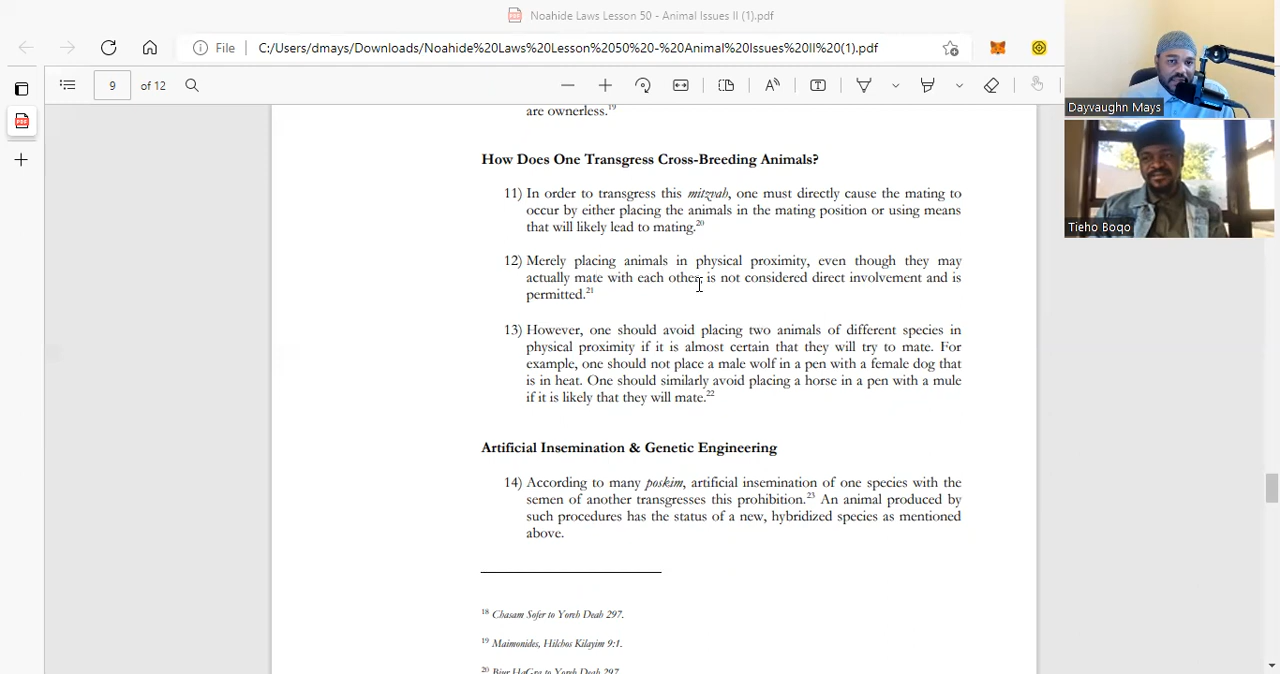 Noahide Laws Lesson 50 - Animal Issues II (1).pdf
File C:/Users/dmays/Downloads/Noahide%20Laws%20Lesson%2050%20-%20Animal%20Issues%20II%20(1).pdf
9 of 12
are ownerless.19
How Does One Transgress Cross-Breeding Animals?
11) In order to transgress this mitzvah, one must directly cause the mating to
occur by either placing the animals in the mating position or using means
that will likely lead to mating.20
12) Merely placing animals in physical proximity, even though they may
actually mate with each other, is not considered direct involvement and is
permitted.21
13) However, one should avoid placing two animals of different species in
physical proximity if it is almost certain that they will try to mate. For
example, one should not place a male wolf in a pen with a female dog that
is in heat. One should similarly avoid placing a horse in a pen with a mule
if it is likely that they will mate.22
Artificial Insemination & Genetic Engineering
14) According to many poskim, artificial insemination of one species with the
semen of another transgresses this prohibition.23 An animal produced by
such procedures has the status of a new, hybridized species as mentioned
above.
18 Chasam Sofer to Yoreh Deah 297.
19 Maimonides, Hilchos Kilayim 9:1.
20 Biur HaGra to Yoreh Deah 297.
Dayvaughn Mays
Tieho Boqo